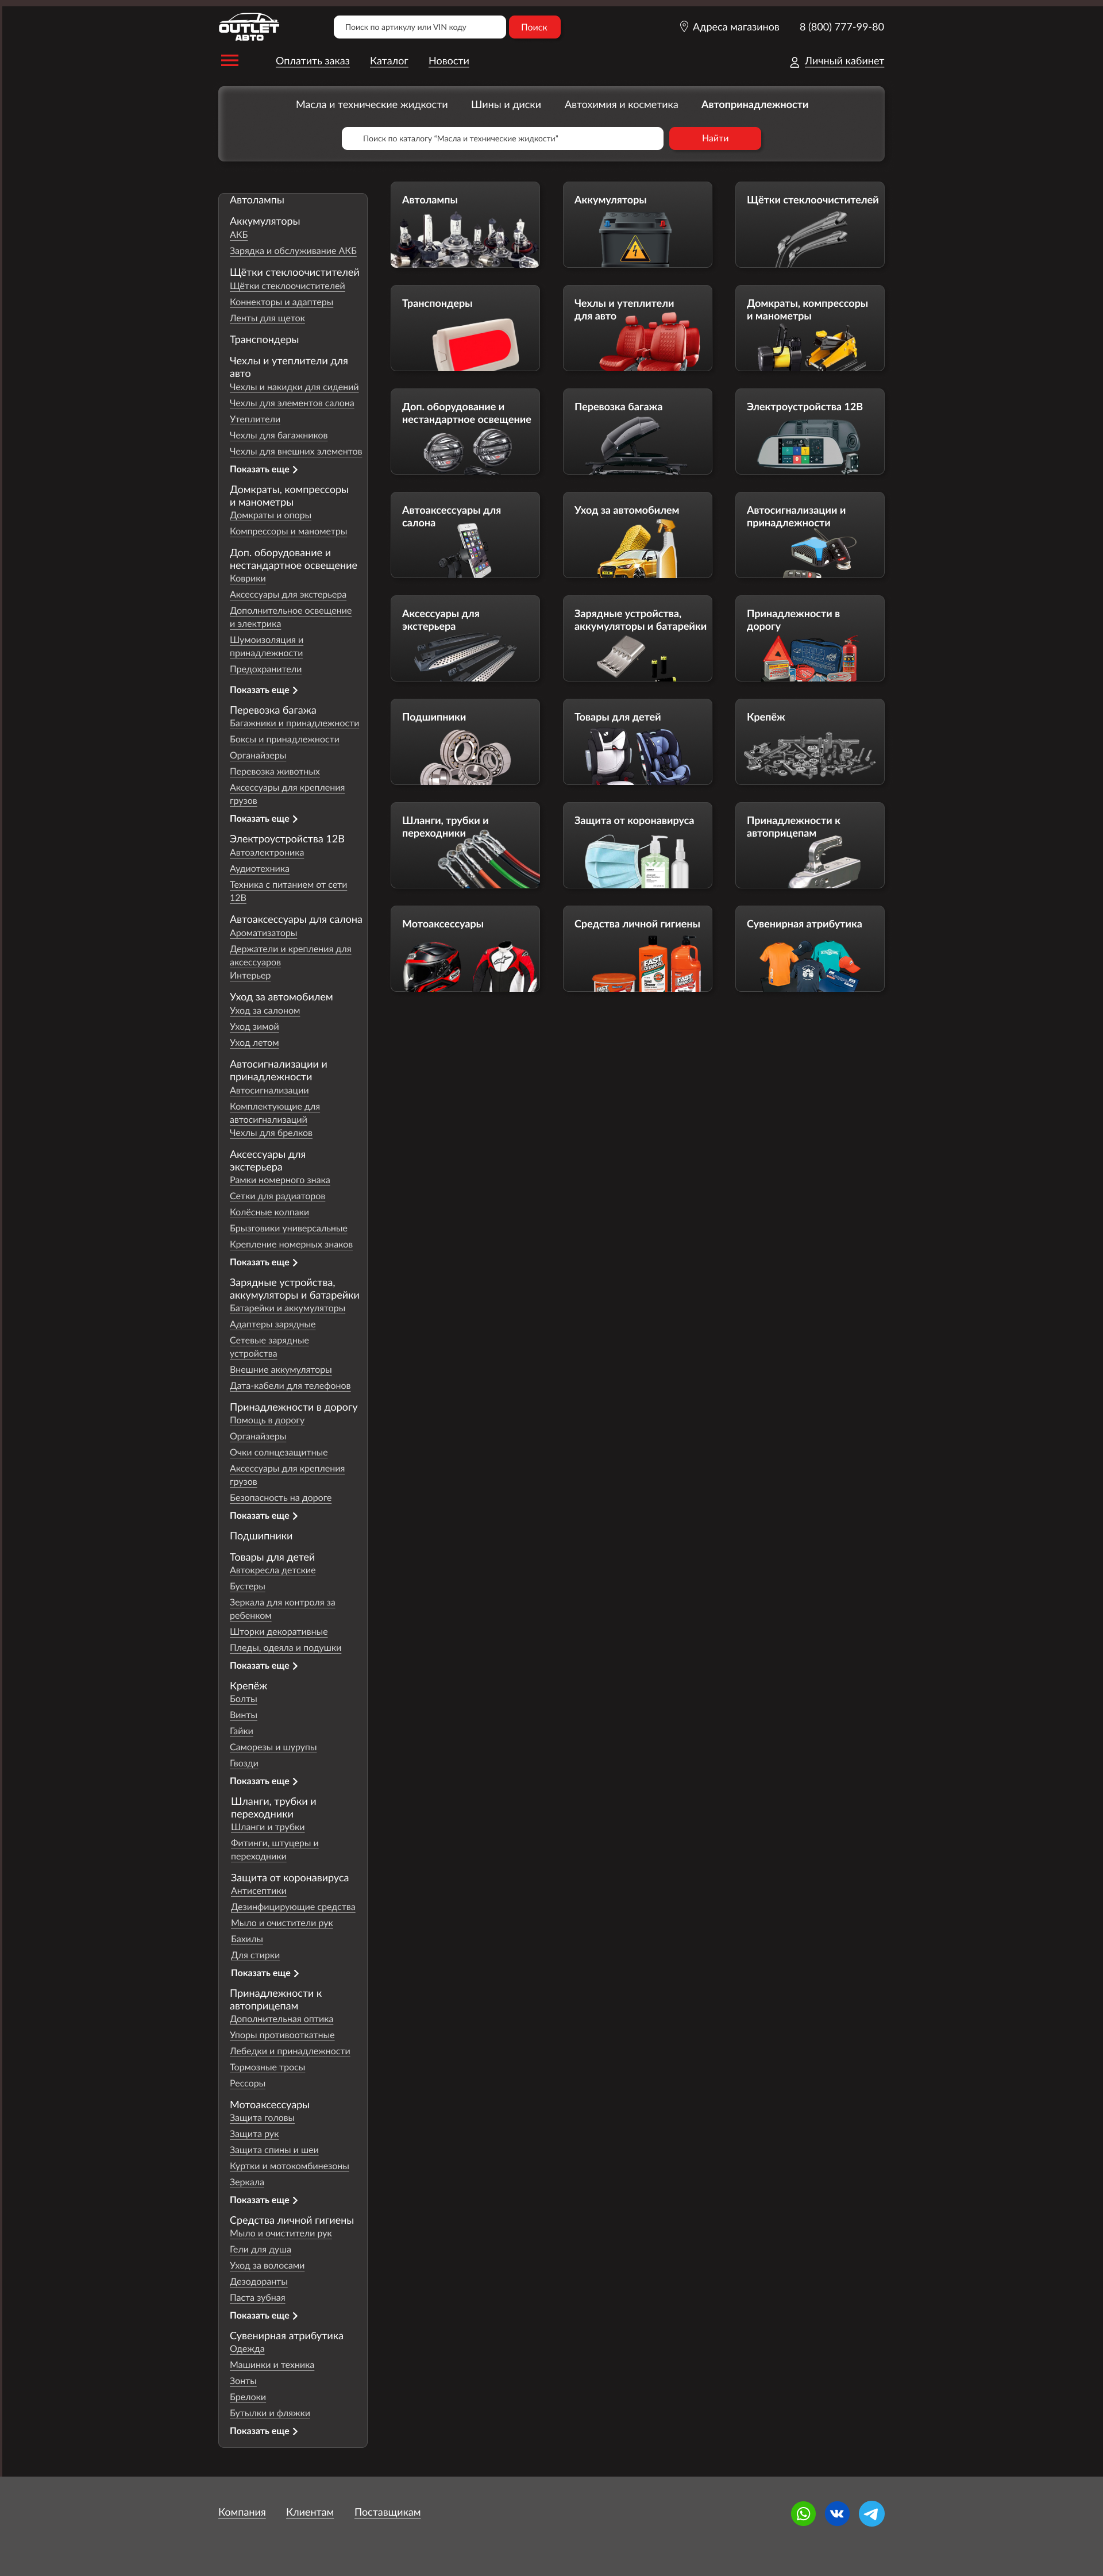 OUTLET
АВТО
Поиск по артикулу или VIN коду
Поиск
Адреса магазинов
8 (800) 777-99-80
Оплатить заказ
Каталог
Новости
Личный кабинет
Масла и технические жидкости
Шины и диски
Автохимия и косметика
Автопринадлежности
Поиск по каталогу "Масла и технические жидкости"
Найти
Автолампы
Аккумуляторы
АКБ
Зарядка и обслуживание АКБ
Щётки стеклоочистителей
Щётки стеклоочистителей
Коннекторы и адаптеры
Ленты для щеток
Транспондеры
Чехлы и утеплители для
авто
Чехлы и накидки для сидений
Чехлы для элементов салона
Утеплители
Чехлы для багажников
Чехлы для внешних элементов
Показать еще
Домкраты, компрессоры
и манометры
Домкраты и опоры
Компрессоры и манометры
Доп. оборудование и
нестандартное освещение
Коврики
Аксессуары для экстерьера
Дополнительное освещение
и электрика
Шумоизоляция и
принадлежности
Предохранители
Показать еще
Перевозка багажа
Багажники и принадлежности
Боксы и принадлежности
Органайзеры
Перевозка животных
Аксессуары для крепления
грузов
Показать еще
Электроустройства 12В
Автоэлектроника
Аудиотехника
Техника с питанием от сети
12В
Автоаксессуары для салона
Ароматизаторы
Держатели и крепления для
аксессуаров
Интерьер
Уход за автомобилем
Уход за салоном
Уход зимой
Уход летом
Автосигнализации и
принадлежности
Автосигнализации
Комплектующие для
автосигнализаций
Чехлы для брелков
Аксессуары для
экстерьера
Рамки номерного знака
Сетки для радиаторов
Колёсные колпаки
Брызговики универсальные
Крепление номерных знаков
Показать еще
Зарядные устройства,
аккумуляторы и батарейки
Батарейки и аккумуляторы
Адаптеры зарядные
Сетевые зарядные
устройства
Внешние аккумуляторы
Дата-кабели для телефонов
Принадлежности в дорогу
Помощь в дорогу
Органайзеры
Очки солнцезащитные
Аксессуары для крепления
грузов
Безопасность на дороге
Показать еще
Подшипники
Товары для детей
Автокресла детские
Бустеры
Зеркала для контроля за
ребенком
Шторки декоративные
Пледы, одеяла и подушки
Показать еще
Крепёж
Болты
Винты
Гайки
Саморезы и шурупы
Гвозди
Показать еще
Шланги, трубки и
переходники
Шланги и трубки
Фитинги, штуцеры и
переходники
Защита от коронавируса
Антисептики
Дезинфицирующие средства
Мыло и очистители рук
Бахилы
Для стирки
Показать еще
Принадлежности к
автоприцепам
Дополнительная оптика
Упоры противооткатные
Лебедки и принадлежности
Тормозные тросы
Рессоры
Мотоаксессуары
Защита головы
Защита рук
Защита спины и шеи
Куртки и мотокомбинезоны
Зеркала
Показать еще
Средства личной гигиены
Мыло и очистители рук
Гели для душа
Уход за волосами
Дезодоранты
Паста зубная
Показать еще
Сувенирная атрибутика
Одежда
Машинки и техника
Зонты
Брелоки
Бутылки и фляжки
Показать еще
Автолампы
Аккумуляторы
Щётки стеклоочистителей
Транспондеры
Чехлы и утеплители
для авто
Домкраты, компрессоры
и манометры
Доп. оборудование и
нестандартное освещение
Перевозка багажа
Электроустройства 12В
Автоаксессуары для
салона
Уход за автомобилем
Автосигнализации и
принадлежности
Аксессуары для
экстерьера
Зарядные устройства,
аккумуляторы и батарейки
Принадлежности в
дорогу
Подшипники
Товары для детей
Крепёж
Шланги, трубки и
переходники
Защита от коронавируса
Принадлежности к
автоприцепам
Мотоаксессуары
Средства личной гигиены
FAST
FAST
FAST
Сувенирная атрибутика
Компания
Клиентам
Поставщикам